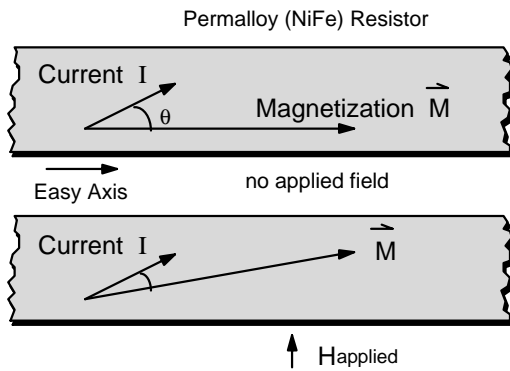 Permalloy (NiFe) Resistor
Current I
θ
Magnetization M
Easy Axis
no applied field
Current I
M
Happlied